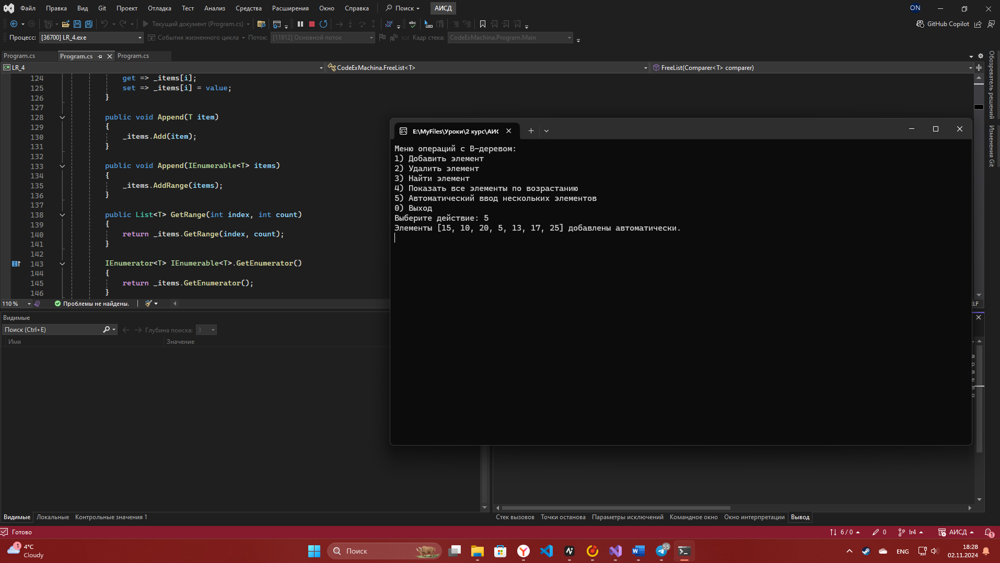 Файл Правка Вид Git Проект Отладка Тест Анализ Средства Расширения Окно Справка Поиск АИСД ON
Текущий документ (Program.cs) GitHub Copilot
Процесс: [36700] LR_4.exe События жизненного цикла Поток: [11912] Основной поток Кадр стека: CodeExMachina.Program.Main
Program.cs Program.cs Program.cs
C# LR_4 CodeExMachina.FreeList<T> FreeList(Comparer<T> comparer)
Обозреватель решений
Изменения Git
124 get => _items[i];
125 set => _items[i] = value;
126 }
127
128 public void Append(T item)
129 {
130 _items.Add(item);
131 }
132
133 public void Append(IEnumerable<T> items)
134 {
135 _items.AddRange(items);
136 }
137
138 public List<T> GetRange(int index, int count)
139 {
140 return _items.GetRange(index, count);
141 }
142
143 IEnumerator<T> IEnumerable<T>.GetEnumerator()
144 {
145 return _items.GetEnumerator();
146 }
110 % Проблемы не найдены.
E:\MyFiles\Уроки\2 курс\АИС
Меню операций с B-деревом:
1) Добавить элемент
2) Удалить элемент
3) Найти элемент
4) Показать все элементы по возрастанию
5) Автоматический ввод нескольких элементов
0) Выход
Выберите действие: 5
Элементы [15, 10, 20, 5, 13, 17, 25] добавлены автоматически.
Видимые
Поиск (Ctrl+E) Глубина поиска: 3
Имя Значение
Видимые Локальные Контрольные значения 1
Стек вызовов Точки останова Параметры исключений Командное окно Окно интерпретации Вывод
Готово 6 / 0 0 lr4 АИСД 1
1 4°C
Cloudy
Поиск 55 ENG 18:28
02.11.2024